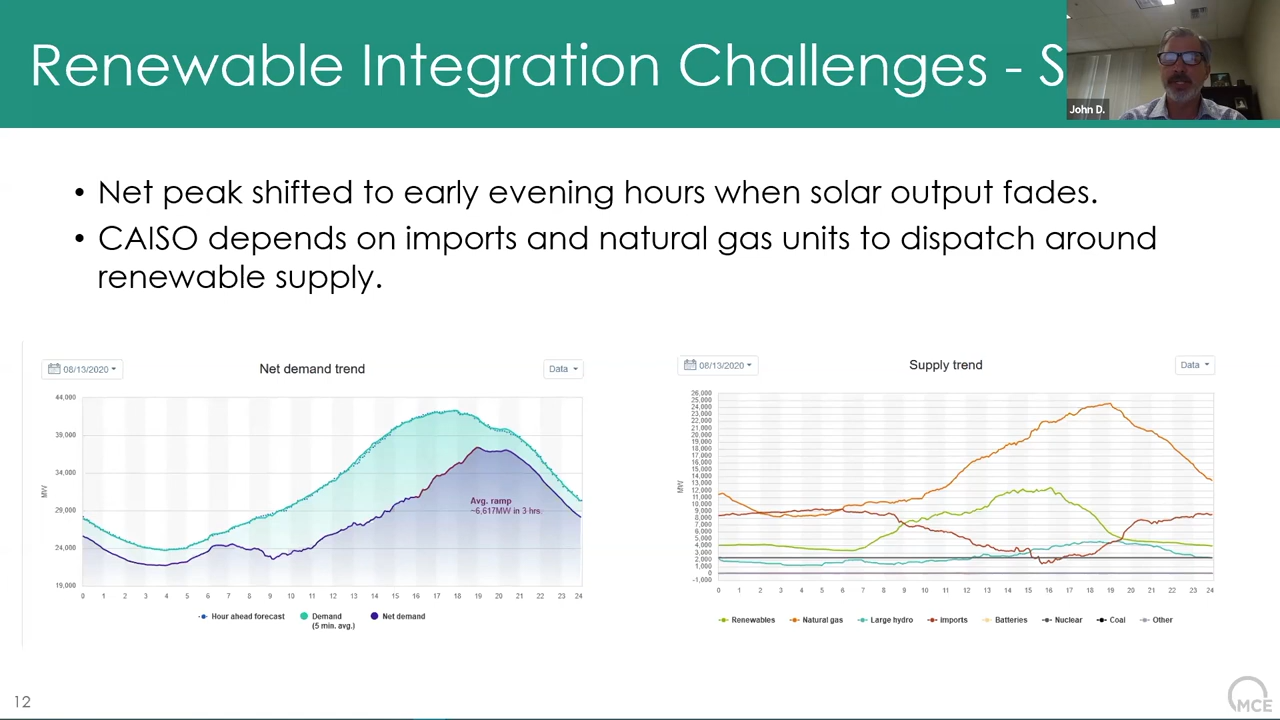 Renewable Integration Challenges - S
John D.
• Net peak shifted to early evening hours when solar output fades.
• CAISO depends on imports and natural gas units to dispatch around
renewable supply.
08/13/2020
Net demand trend
Data
44,000
39,000
34,000
29,000
24,000
19,000
MW
Avg. ramp
~6,617MW in 3 hrs.
0 1 2 3 4 5 6 7 8 9 10 11 12 13 14 15 16 17 18 19 20 21 22 23 24
Hour ahead forecast
Demand
(5 min. avg.)
Net demand
08/13/2020
Supply trend
Data
26,000
25,000
24,000
23,000
22,000
21,000
20,000
19,000
18,000
17,000
16,000
15,000
14,000
13,000
12,000
11,000
10,000
9,000
8,000
7,000
6,000
5,000
4,000
3,000
2,000
1,000
0
-1,000
MW
0 1 2 3 4 5 6 7 8 9 10 11 12 13 14 15 16 17 18 19 20 21 22 23 24
Renewables Natural gas Large hydro Imports Batteries Nuclear Coal Other
12
MCE